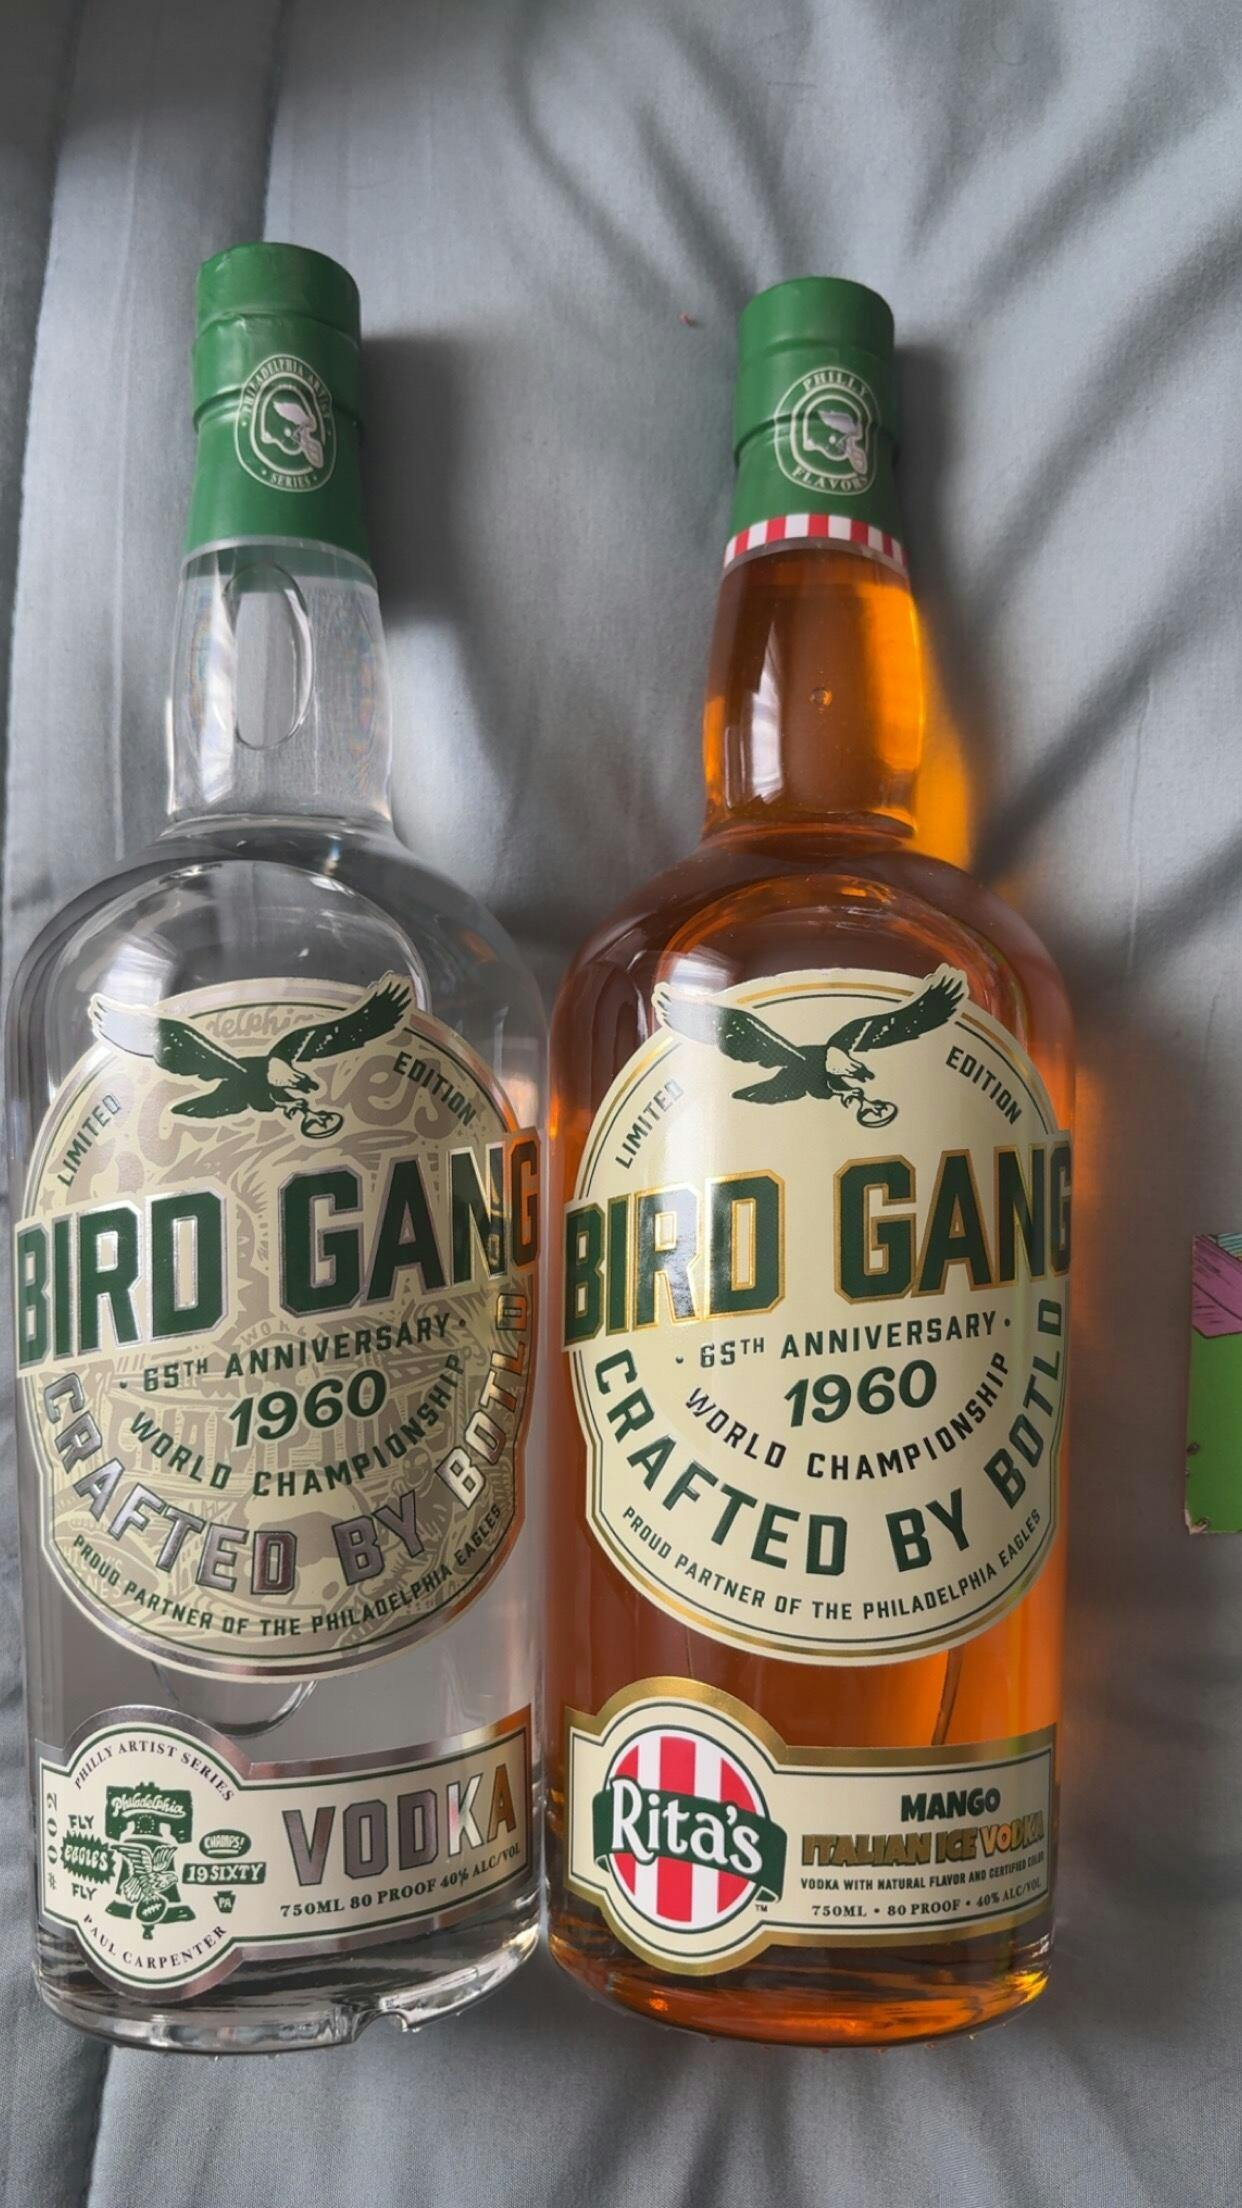 PHILADELPHIA ARTIST
SERIES
LIMITED
EDITION
BIRD GANG
65TH ANNIVERSARY
1960
WORLD CHAMPIONSHIP
CRAFTED BY BOTLD
PROUD PARTNER OF THE PHILADELPHIA EAGLES
PHILLY ARTIST SERIES
#002
Philadelphia
FLY
EAGLES
FLY
CHAMPS!
19SIXTY
PA
PAUL CARPENTER
VODKA
750ML 80 PROOF 40% ALC/VOL
PHILLY
FLAVORS
LIMITED
EDITION
BIRD GANG
65TH ANNIVERSARY
1960
WORLD CHAMPIONSHIP
CRAFTED BY BOTLD
PROUD PARTNER OF THE PHILADELPHIA EAGLES
Rita's
TM
MANGO
ITALIAN ICE VODKA
VODKA WITH NATURAL FLAVOR AND CERTIFIED COLOR
750ML • 80 PROOF • 40% ALC/VOL